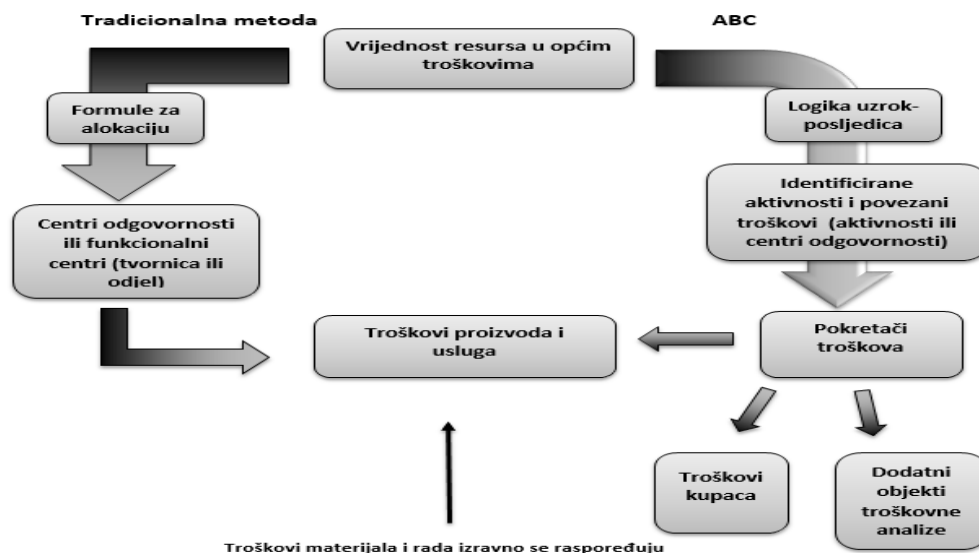 Tradicionalna metoda
ABC
Vrijednost resursa u općim
troškovima
Formule za
alokaciju
Logika uzrok-
posljedica
Identificirane
aktivnosti i povezani
troškovi (aktivnosti ili
centri odgovornosti)
Centri odgovornosti
ili funkcionalni
centri (tvornica ili
odjel)
Troškovi proizvoda i
usluga
Pokretači
troškova
Troškovi
kupaca
Dodatni
objekti
troškovne
analize
Troškovi materijala i rada izravno se raspoređuju